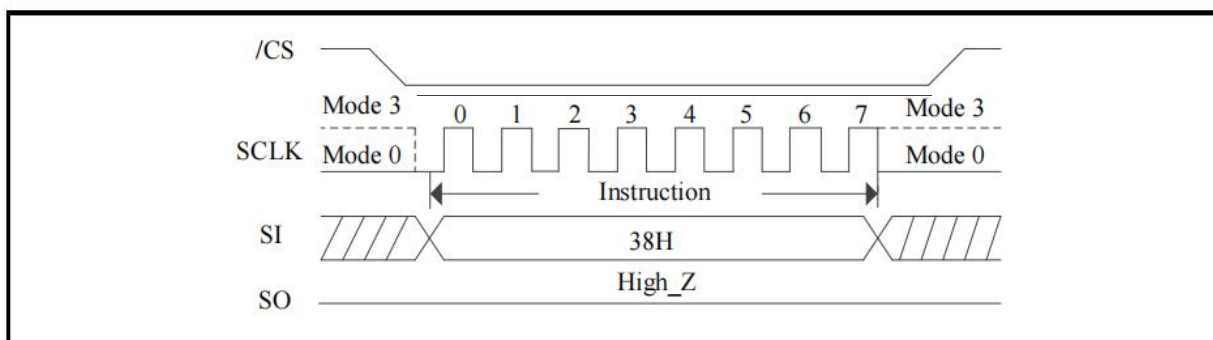 /CS
Mode 3 0 1 2 3 4 5 6 7 Mode 3
SCLK Mode 0 Mode 0
Instruction
SI 38H
High_Z
SO